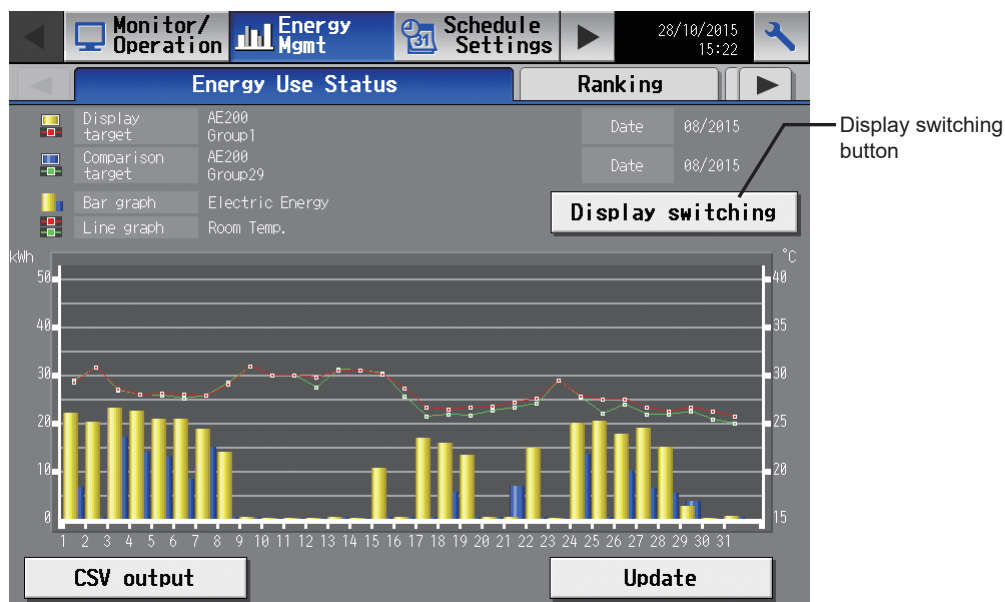 Monitor/ Operation
Energy Mgmt
31
Schedule Settings
28/10/2015
15:22
Energy Use Status
Ranking
Display target
AE200
Group1
Date
08/2015
Comparison target
AE200
Group29
Date
08/2015
Display switching button
Bar graph
Electric Energy
Line graph
Room Temp.
Display switching
kWh
°C
50
40
30
20
10
0
40
35
30
25
20
15
1 2 3 4 5 6 7 8 9 10 11 12 13 14 15 16 17 18 19 20 21 22 23 24 25 26 27 28 29 30 31
CSV output
Update